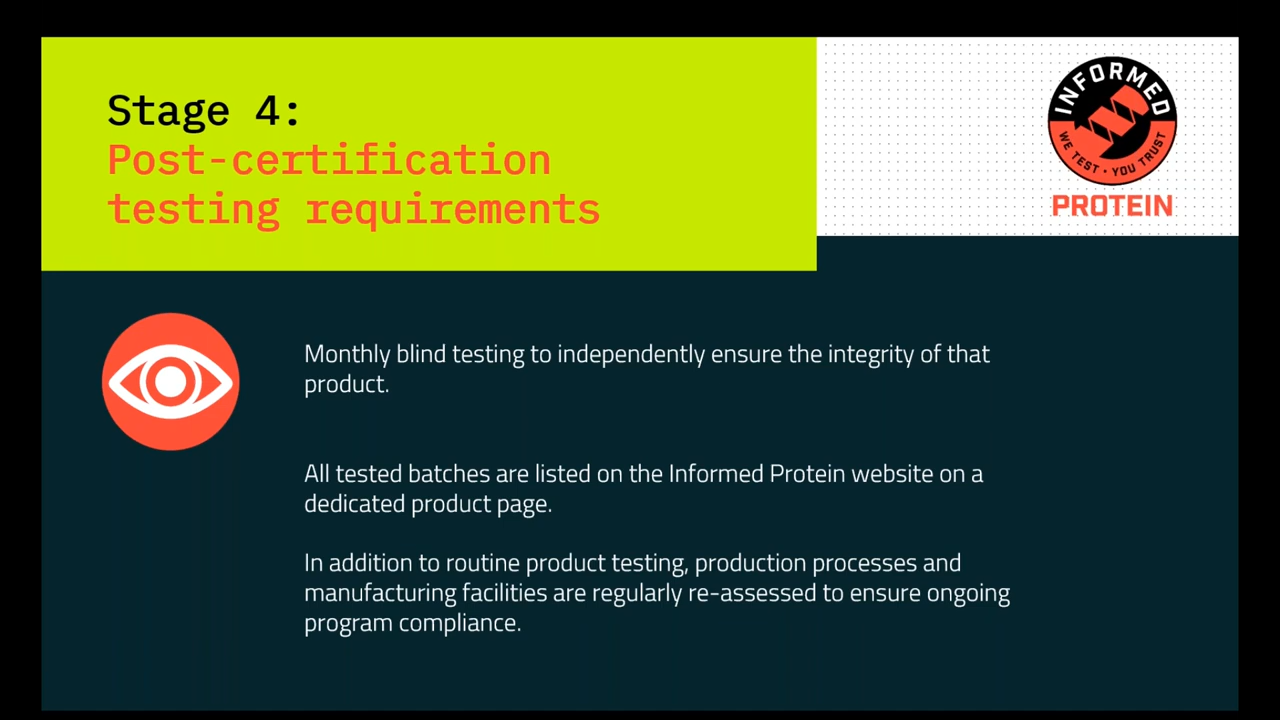 Stage 4:
Post-certification
testing requirements
INFORMED
WE TEST • YOU TRUST
PROTEIN
Monthly blind testing to independently ensure the integrity of that
product.
All tested batches are listed on the Informed Protein website on a
dedicated product page.
In addition to routine product testing, production processes and
manufacturing facilities are regularly re-assessed to ensure ongoing
program compliance.